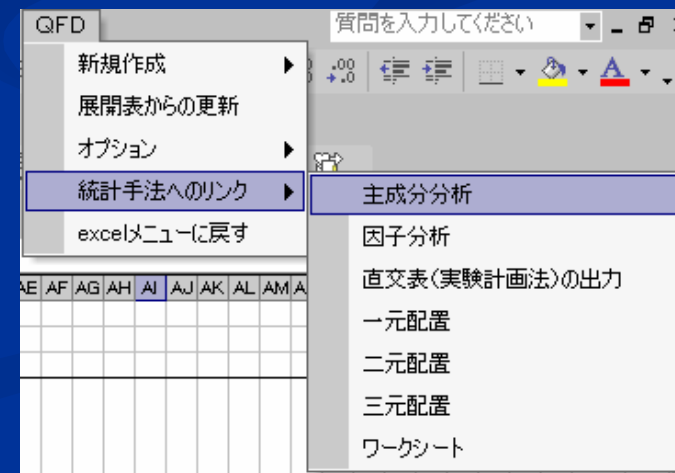 QFD 質問を入力してください
新規作成
展開表からの更新
オプション
統計手法へのリンク
excelメニューに戻す
主成分分析
因子分析
直交表(実験計画法)の出力
一元配置
二元配置
三元配置
ワークシート
AE AF AG AH AI AJ AK AL AM